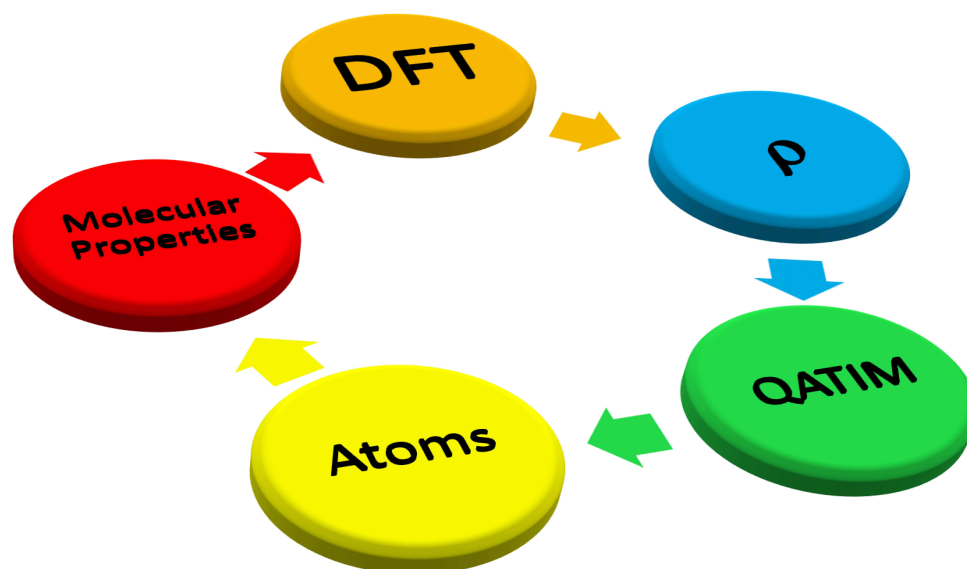 DFT
ρ
QATIM
Atoms
Molecular
Properties